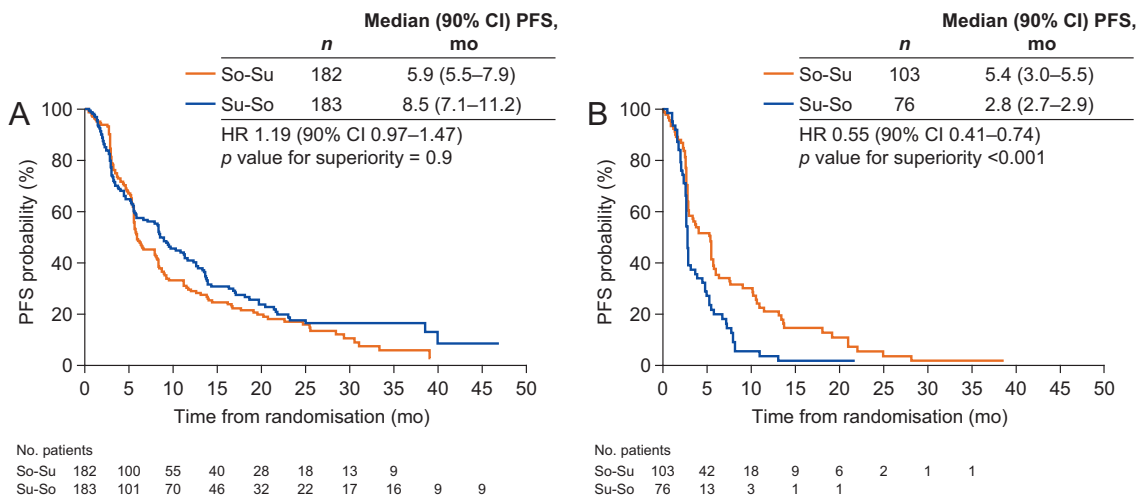 A
n Median (90% CI) PFS, mo
So-Su 182 5.9 (5.5–7.9)
Su-So 183 8.5 (7.1–11.2)
HR 1.19 (90% CI 0.97–1.47)
p value for superiority = 0.9
PFS probability (%)
100
80
60
40
20
0
0 5 10 15 20 25 30 35 40 45 50
Time from randomisation (mo)
No. patients
So-Su 182 100 55 40 28 18 13 9
Su-So 183 101 70 46 32 22 17 16 9 9
B
n Median (90% CI) PFS, mo
So-Su 103 5.4 (3.0–5.5)
Su-So 76 2.8 (2.7–2.9)
HR 0.55 (90% CI 0.41–0.74)
p value for superiority <0.001
PFS probability (%)
100
80
60
40
20
0
0 5 10 15 20 25 30 35 40 45 50
Time from randomisation (mo)
No. patients
So-Su 103 42 18 9 6 2 1 1
Su-So 76 13 3 1 1